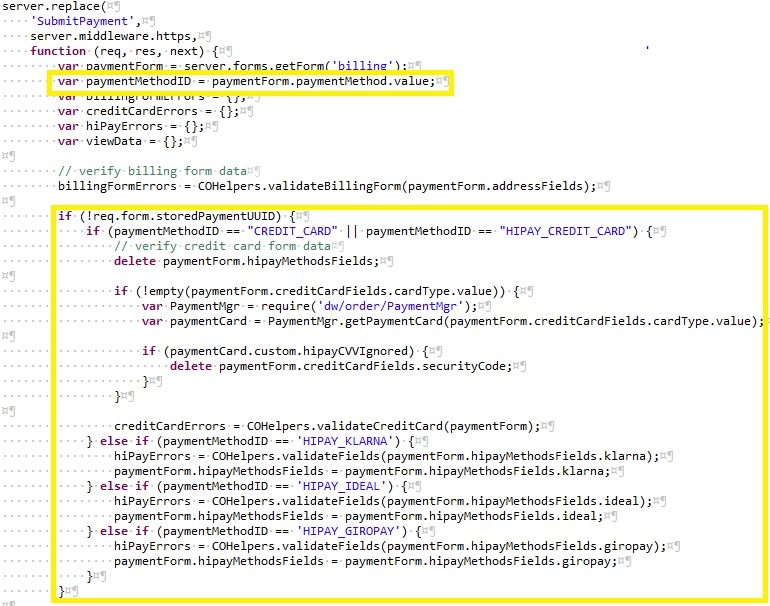 server.replace(
'SubmitPayment',
server.middleware.https,
function (req, res, next) {
var paymentForm = server.forms.getForm('billing');
var paymentMethodID = paymentForm.paymentMethod.value;
var billingFormErrors = {};
var creditCardErrors = {};
var hiPayErrors = {};
var viewData = {};
// verify billing form data
billingFormErrors = COHelpers.validateBillingForm(paymentForm.addressFields);
if (!req.form.storedPaymentUUID) {
if (paymentMethodID == "CREDIT_CARD" || paymentMethodID == "HIPAY_CREDIT_CARD") {
// verify credit card form data
delete paymentForm.hipayMethodsFields;
if (!empty(paymentForm.creditCardFields.cardType.value)) {
var PaymentMgr = require('dw/order/PaymentMgr');
var paymentCard = PaymentMgr.getPaymentCard(paymentForm.creditCardFields.cardType.value);
if (paymentCard.custom.hipayCVVIgnored) {
delete paymentForm.creditCardFields.securityCode;
}
}
creditCardErrors = COHelpers.validateCreditCard(paymentForm);
} else if (paymentMethodID == 'HIPAY_KLARNA') {
hiPayErrors = COHelpers.validateFields(paymentForm.hipayMethodsFields.klarna);
paymentForm.hipayMethodsFields = paymentForm.hipayMethodsFields.klarna;
} else if (paymentMethodID == 'HIPAY_IDEAL') {
hiPayErrors = COHelpers.validateFields(paymentForm.hipayMethodsFields.ideal);
paymentForm.hipayMethodsFields = paymentForm.hipayMethodsFields.ideal;
} else if (paymentMethodID == 'HIPAY_GIROPAY') {
hiPayErrors = COHelpers.validateFields(paymentForm.hipayMethodsFields.giropay);
paymentForm.hipayMethodsFields = paymentForm.hipayMethodsFields.giropay;
}
}